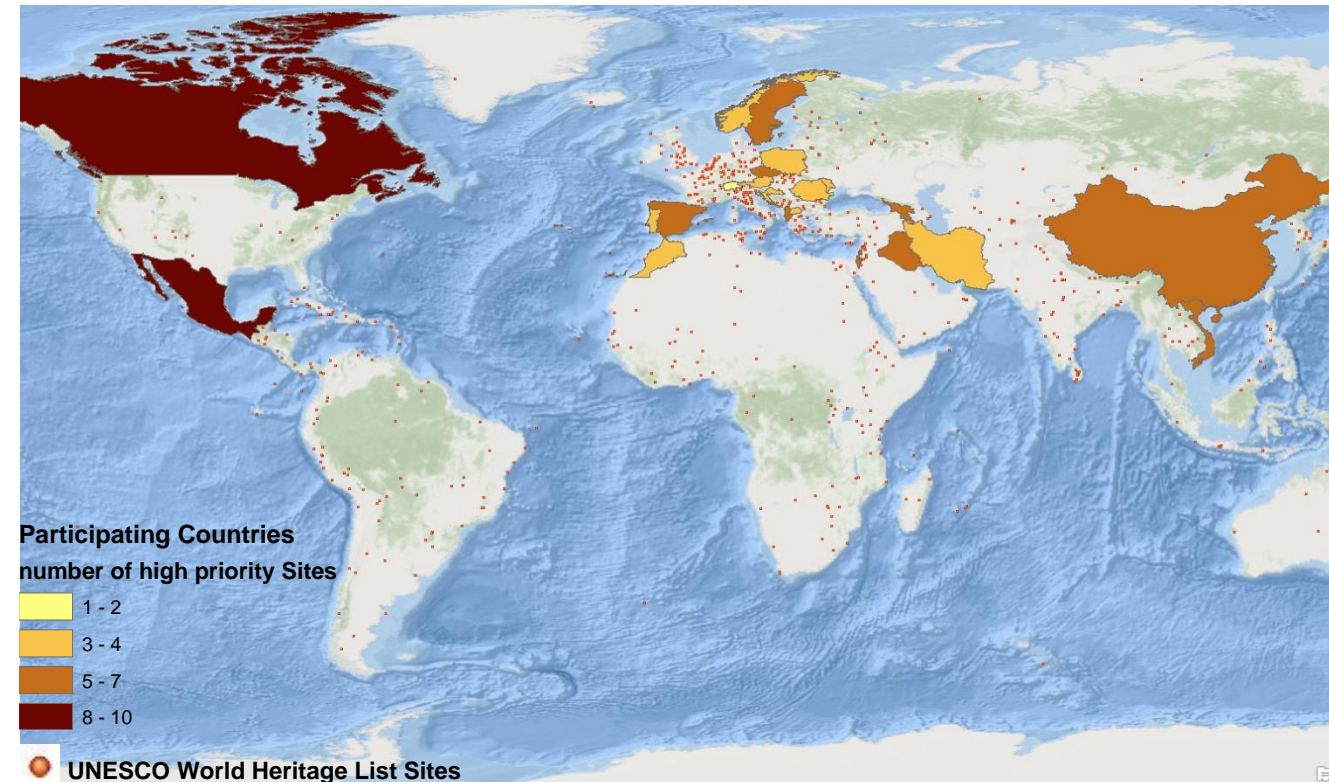 Participating Countries
number of high priority Sites
1 - 2
3 - 4
5 - 7
8 - 10
UNESCO World Heritage List Sites